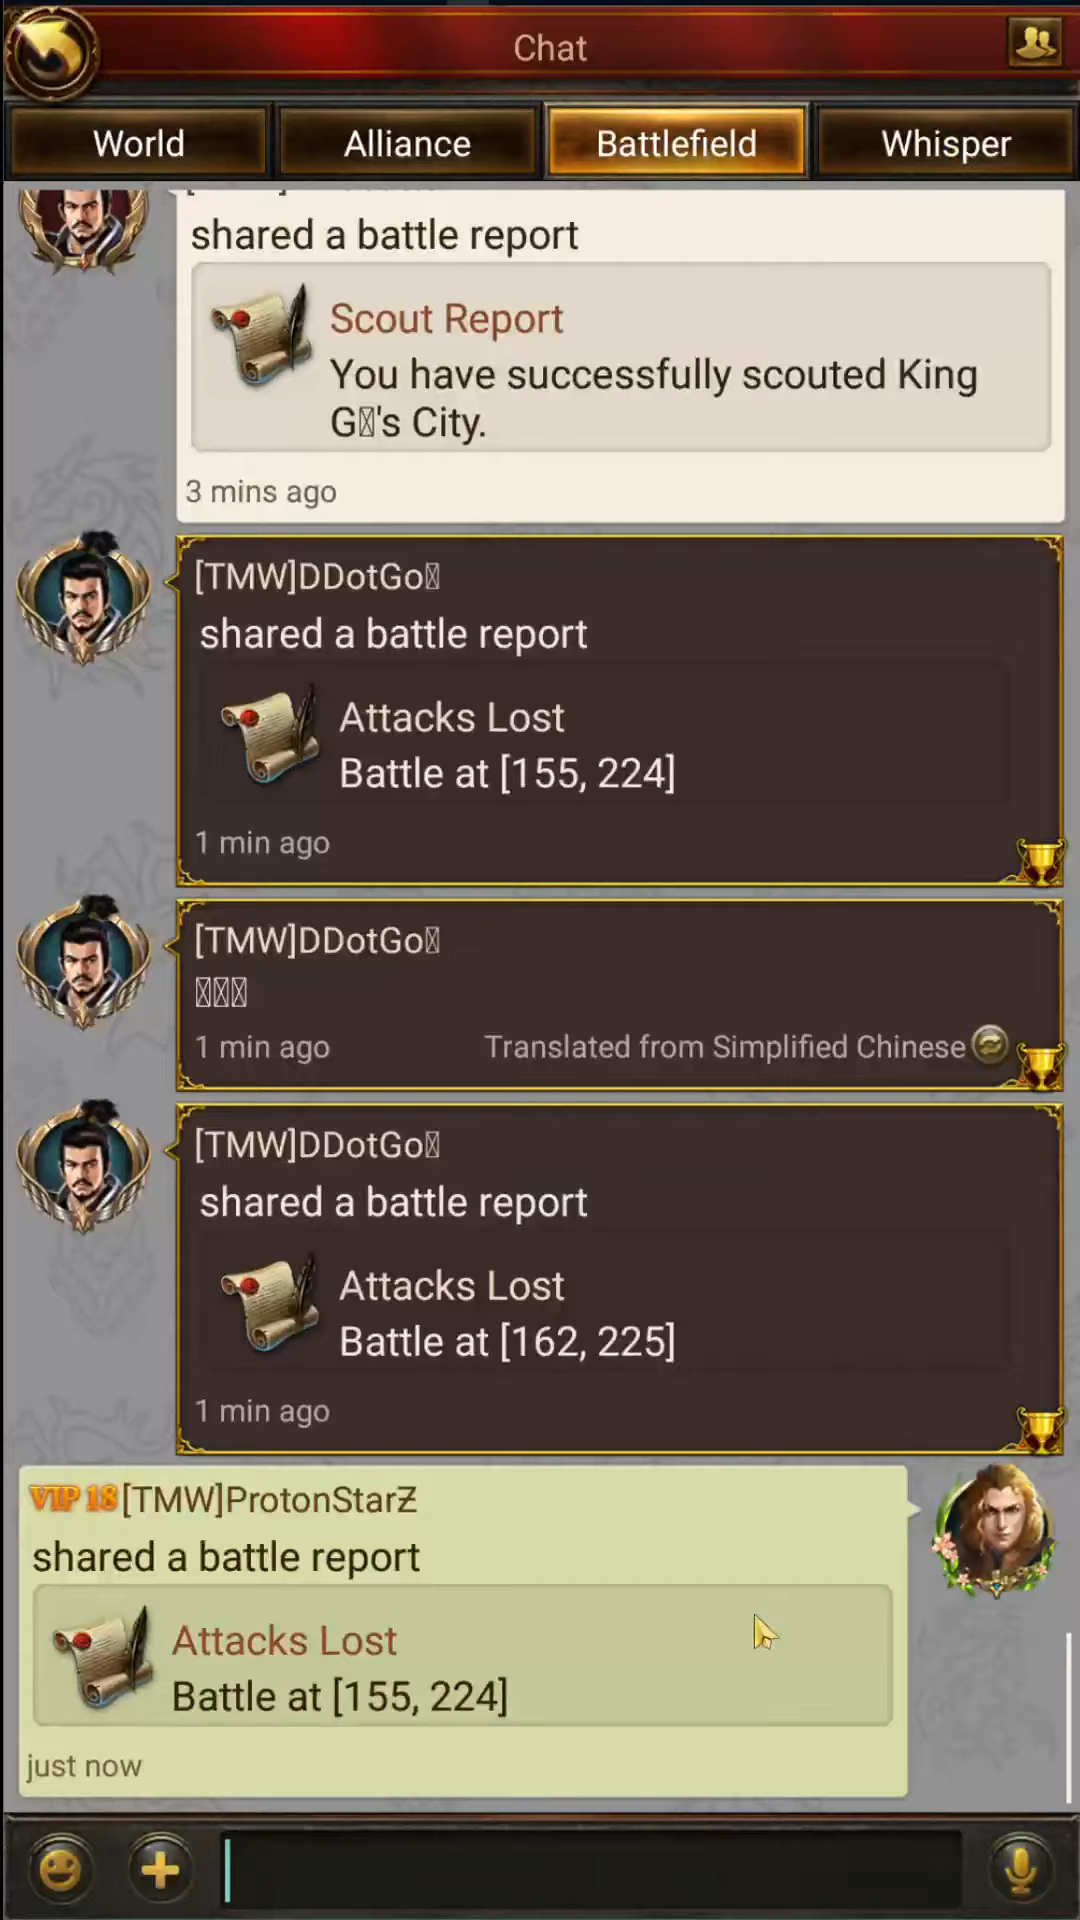 Chat
World
Alliance
Battlefield
Whisper
shared a battle report
Scout Report
You have successfully scouted King
G's City.
3 mins ago
[TMW]DDotGo
shared a battle report
Attacks Lost
Battle at [155, 224]
1 min ago
[TMW]DDotGo
1 min ago
Translated from Simplified Chinese
[TMW]DDotGo
shared a battle report
Attacks Lost
Battle at [162, 225]
1 min ago
VIP 18 [TMW]ProtonStarƵ
shared a battle report
Attacks Lost
Battle at [155, 224]
just now